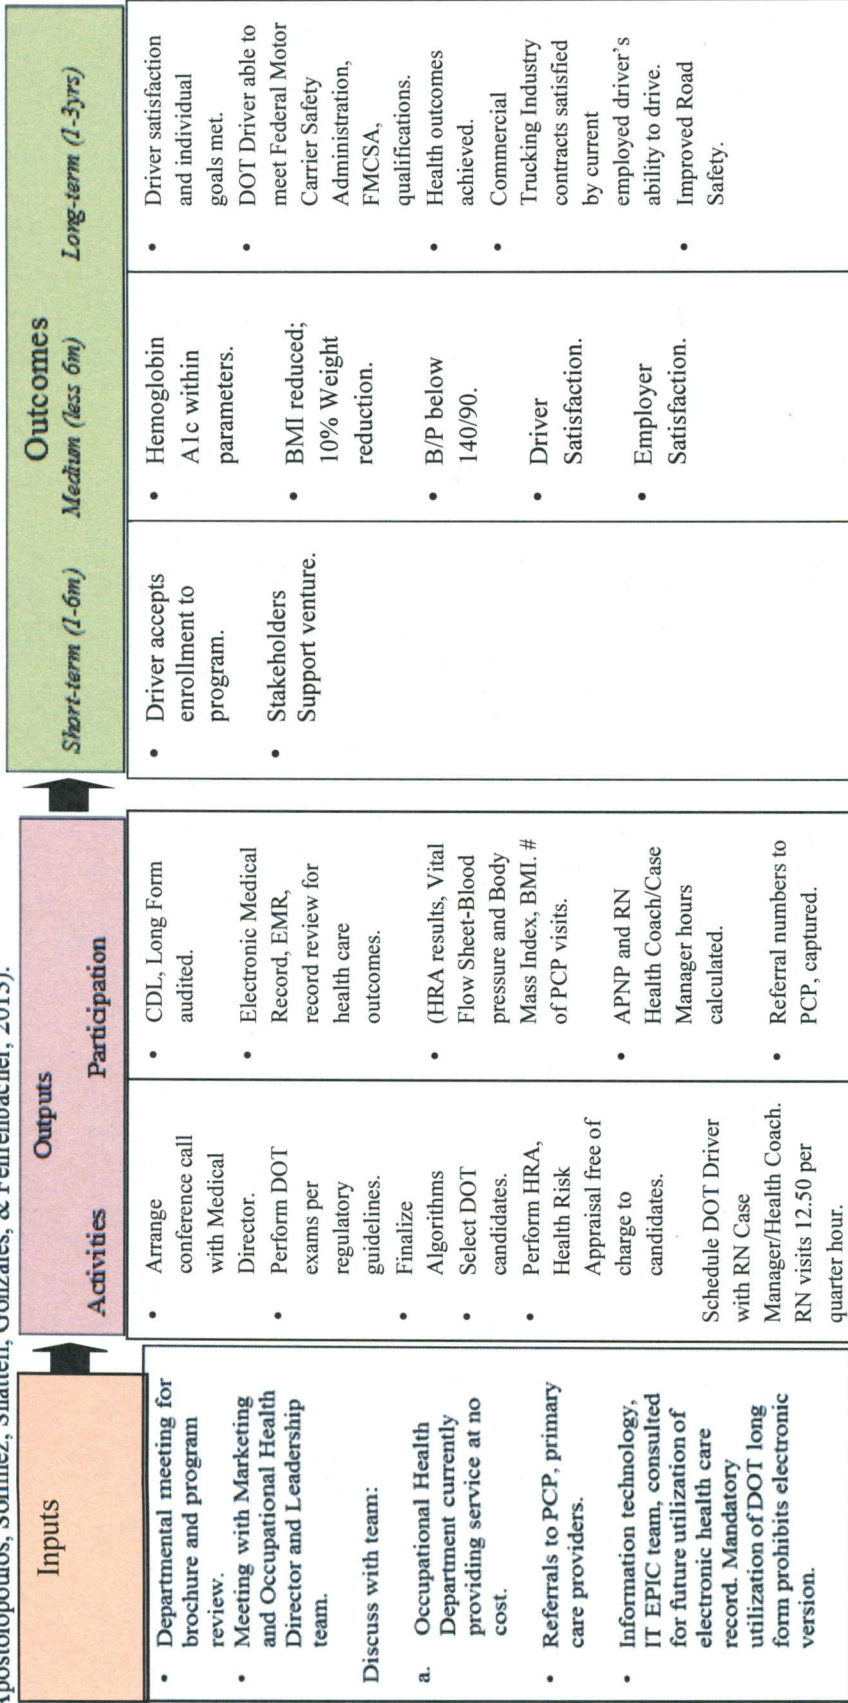 Apostolopoulos, Sönmez, Shattell, Gonzales, & Fehrenbacher, 2013).
Inputs
• Departmental meeting for
brochure and program
review.
• Meeting with Marketing
and Occupational Health
Director and Leadership
team.
Discuss with team:
a. Occupational Health
Department currently
providing service at no
cost.
• Referrals to PCP, primary
care providers.
• Information technology,
IT EPIC team, consulted
for future utilization of
electronic health care
record. Mandatory
utilization of DOT long
form prohibits electronic
version.
Outputs
Activities Participation
• Arrange
conference call
with Medical
Director.
• Perform DOT
exams per
regulatory
guidelines.
• Finalize
Algorithms
• Select DOT
candidates.
• Perform HRA,
Health Risk
Appraisal free of
charge to
candidates.
Schedule DOT Driver
with RN Case
Manager/Health Coach.
RN visits 12.50 per
quarter hour.
• CDL, Long Form
audited.
• Electronic Medical
Record, EMR,
record review for
health care
outcomes.
• (HRA results, Vital
Flow Sheet-Blood
pressure and Body
Mass Index, BMI. #
of PCP visits.
• APNP and RN
Health Coach/Case
Manager hours
calculated.
• Referral numbers to
PCP, captured.
Outcomes
Short-term (1-6m) Medium (less 6m) Long-term (1-3yrs)
• Driver accepts
enrollment to
program.
• Stakeholders
Support venture.
• Hemoglobin
A1c within
parameters.
• BMI reduced;
10% Weight
reduction.
• B/P below
140/90.
• Driver
Satisfaction.
• Employer
Satisfaction.
• Driver satisfaction
and individual
goals met.
• DOT Driver able to
meet Federal Motor
Carrier Safety
Administration,
FMCSA,
qualifications.
• Health outcomes
achieved.
• Commercial
Trucking Industry
contracts satisfied
by current
employed driver's
ability to drive.
• Improved Road
Safety.